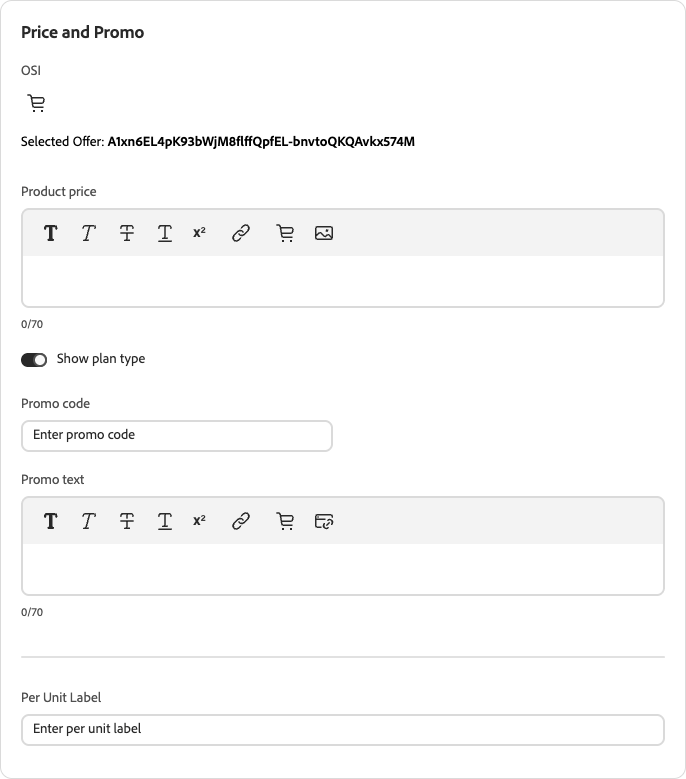 Price and Promo
OSI
Selected Offer: A1xn6EL4pK93bWjM8flffQpfEL-bnvtoQKQAvkx574M
Product price
T T T T x²
0/70
Show plan type
Promo code
Enter promo code
Promo text
T T T T x²
0/70
Per Unit Label
Enter per unit label